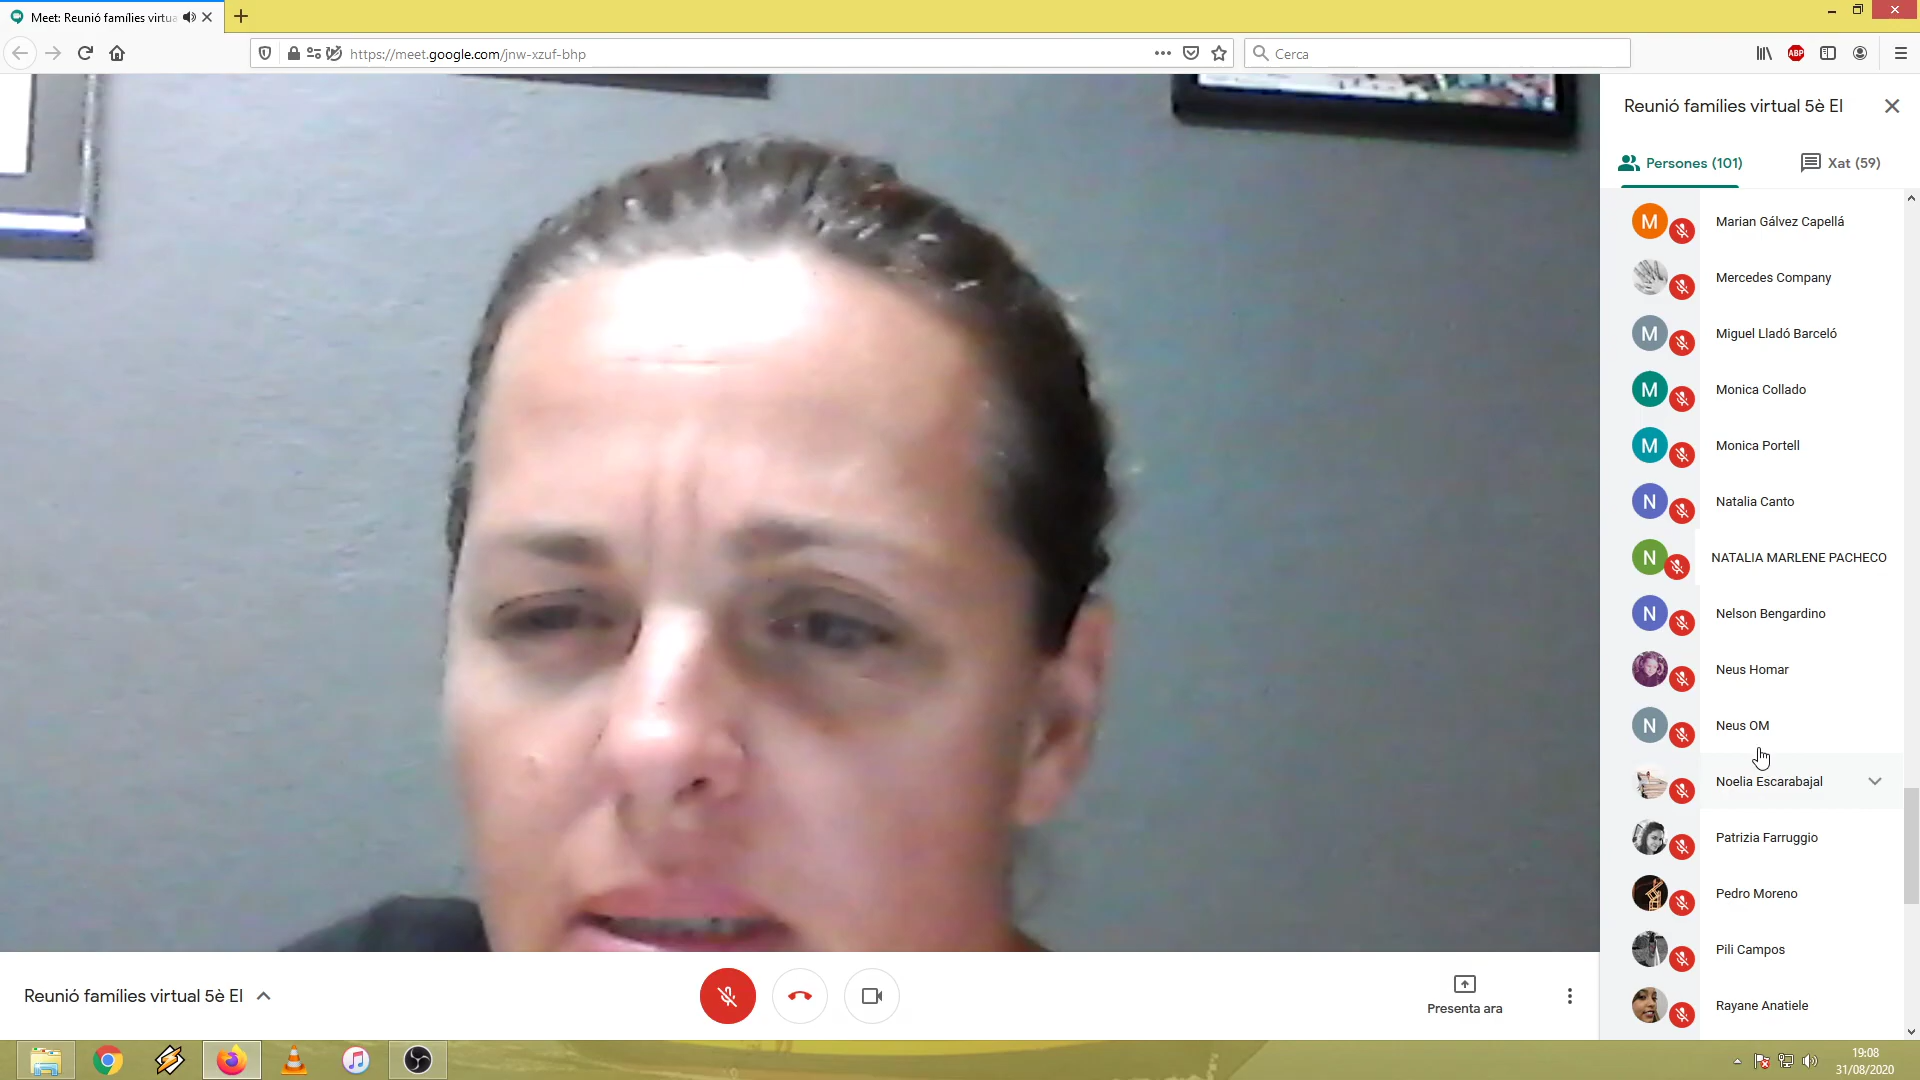 Meet: Reunió famílies virtua
https://meet.google.com/jnw-xzuf-bhp
Cerca
ABP
Reunió famílies virtual 5è EI
Persones (101)
Xat (59)
M Marian Gálvez Capellá
Mercedes Company
M Miguel Lladó Barceló
M Monica Collado
M Monica Portell
N Natalia Canto
N NATALIA MARLENE PACHECO
N Nelson Bengardino
Neus Homar
N Neus OM
Noelia Escarabajal
Patrizia Farruggio
Pedro Moreno
Pili Campos
Rayane Anatiele
Reunió famílies virtual 5è EI
Presenta ara
19:08
31/08/2020